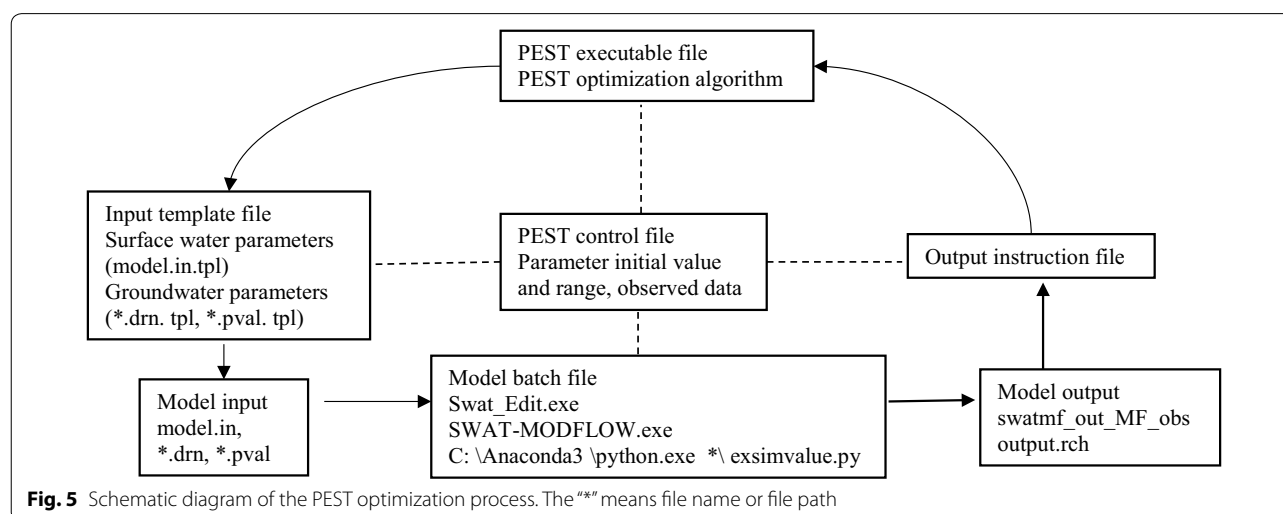 PEST executable file
PEST optimization algorithm
Input template file
Surface water parameters
(model.in.tpl)
Groundwater parameters
(*.drn. tpl, *.pval. tpl)
PEST control file
Parameter initial value
and range, observed data
Output instruction file
Model input
model.in,
*.drn, *.pval
Model batch file
Swat_Edit.exe
SWAT-MODFLOW.exe
C: \Anaconda3 \python.exe *\ exsimvalue.py
Model output
swatmf_out_MF_obs
output.rch
Fig. 5 Schematic diagram of the PEST optimization process. The “*” means file name or file path